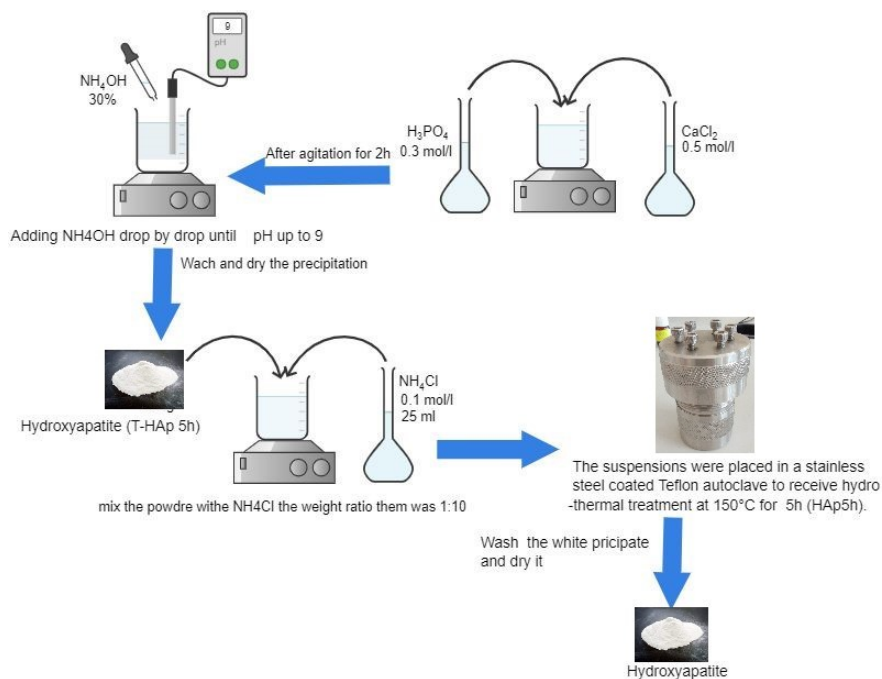 9
pH
NH₄OH
30%
H₃PO₄
0.3 mol/l
CaCl₂
0.5 mol/l
After agitation for 2h
Adding NH4OH drop by drop until pH up to 9
Wach and dry the precipitation
Hydroxyapatite (T-HAp 5h)
NH₄Cl
0.1 mol/l
25 ml
mix the powdre withe NH4Cl the weight ratio them was 1:10
The suspensions were placed in a stainless
steel coated Teflon autoclave to receive hydro
-thermal treatment at 150°C for 5h (HAp5h).
Wash the white pricipate
and dry it
Hydroxyapatite